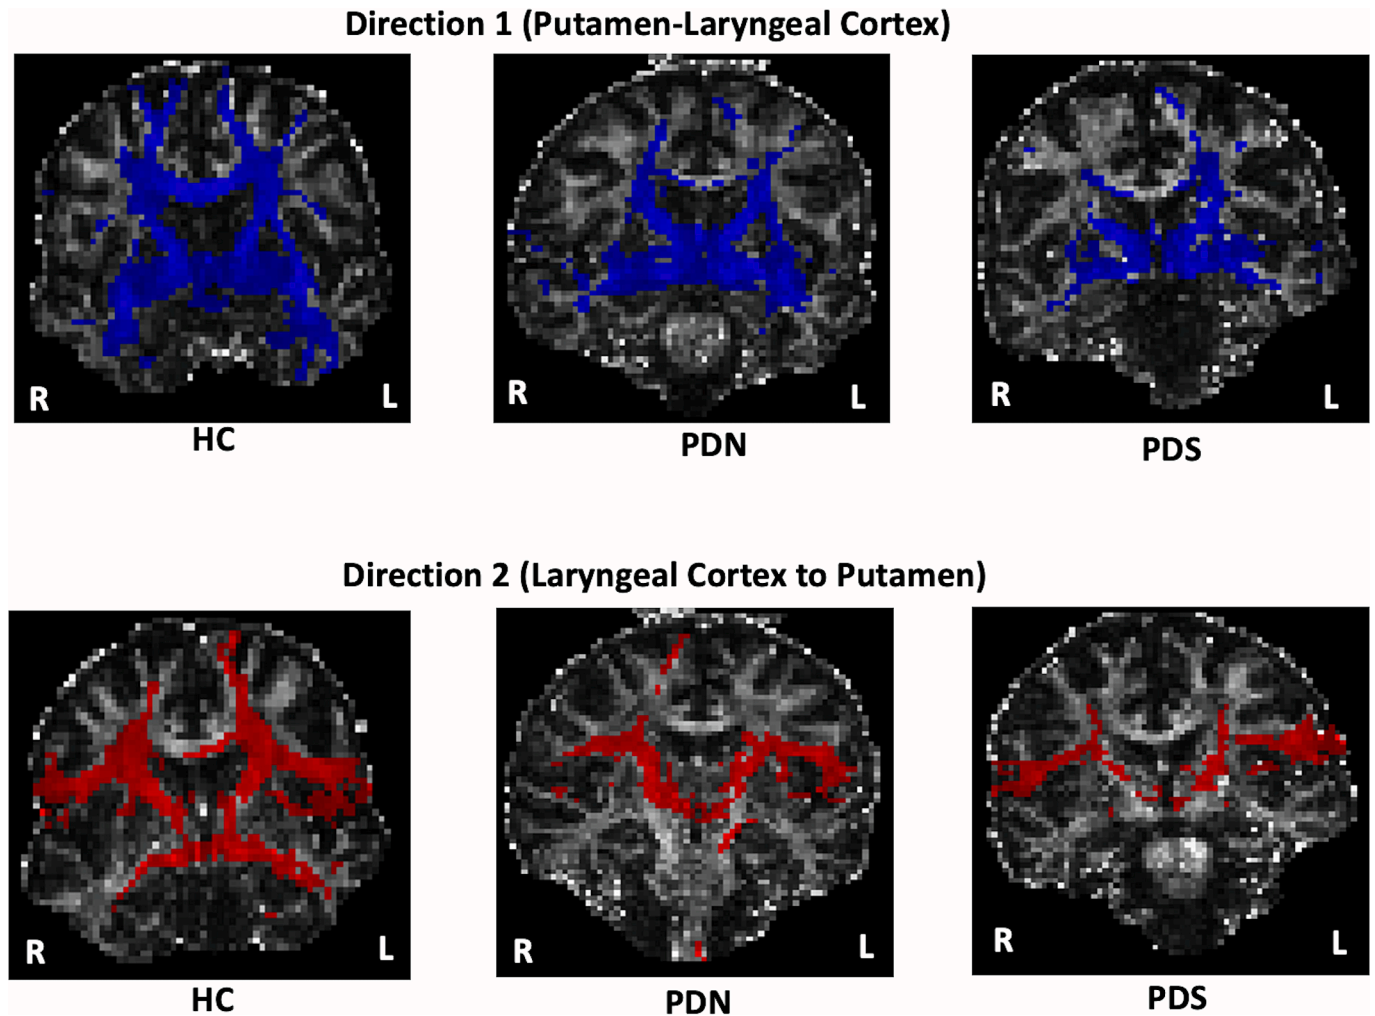 Direction 1 (Putamen-Laryngeal Cortex)
R L
R L
R L
HC
PDN
PDS
Direction 2 (Laryngeal Cortex to Putamen)
R L
R L
R L
HC
PDN
PDS